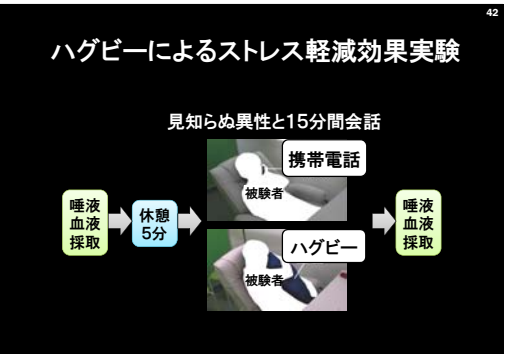 42
ハグビーによるストレス軽減効果実験
見知らぬ異性と15分間会話
携帯電話
被験者
唾液
血液
採取
休憩
5分
ハグビー
被験者
唾液
血液
採取